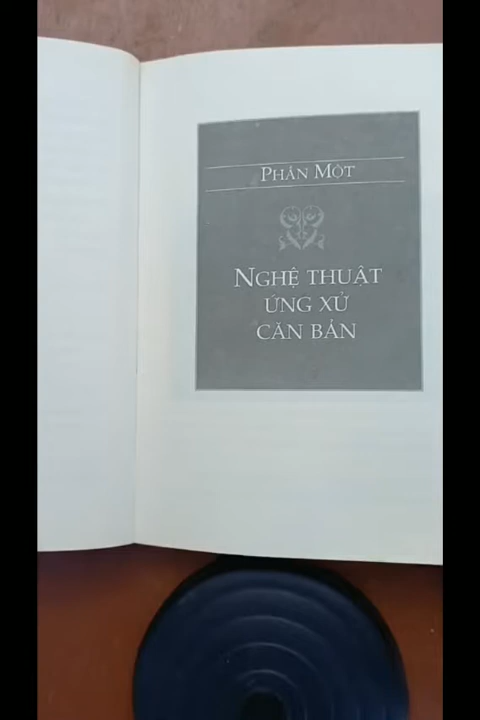 PHẦN MỘT
NGHỆ THUẬT
ỨNG XỬ
CĂN BẢN